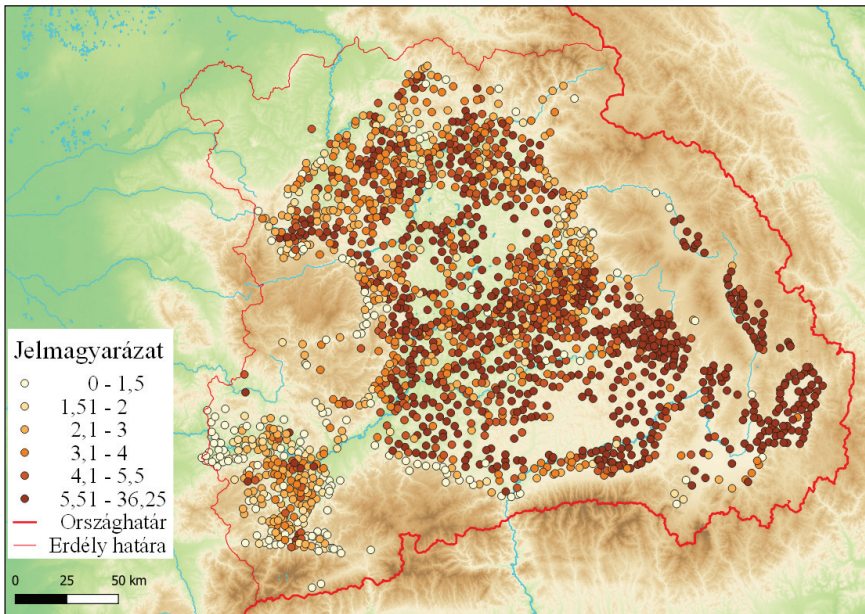 Jelmagyarázat
0 - 1,5
1,51 - 2
2,1 - 3
3,1 - 4
4,1 - 5,5
5,51 - 36,25
Országhatár
Erdély határa
0 25 50 km